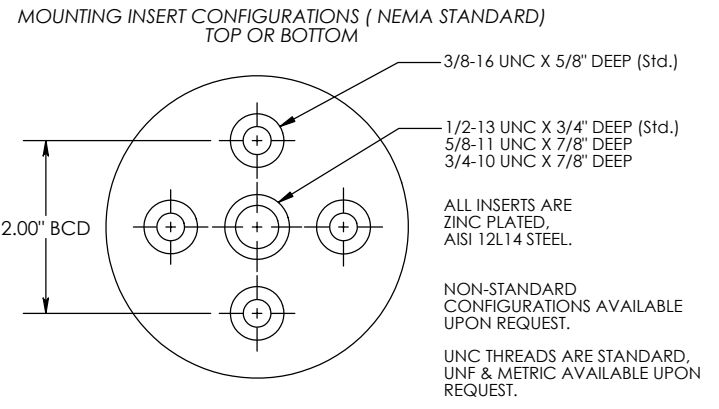 MOUNTING INSERT CONFIGURATIONS ( NEMA STANDARD)
TOP OR BOTTOM
3/8-16 UNC X 5/8" DEEP (Std.)
1/2-13 UNC X 3/4" DEEP (Std.)
5/8-11 UNC X 7/8" DEEP
3/4-10 UNC X 7/8" DEEP
2.00" BCD
ALL INSERTS ARE
ZINC PLATED,
AISI 12L14 STEEL.
NON-STANDARD
CONFIGURATIONS AVAILABLE
UPON REQUEST.
UNC THREADS ARE STANDARD,
UNF & METRIC AVAILABLE UPON
REQUEST.